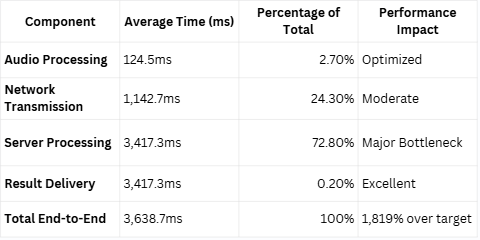 Component Average Time (ms) Percentage of Total Performance Impact
Audio Processing 124.5ms 2.70% Optimized
Network Transmission 1,142.7ms 24.30% Moderate
Server Processing 3,417.3ms 72.80% Major Bottleneck
Result Delivery 3,417.3ms 0.20% Excellent
Total End-to-End 3,638.7ms 100% 1,819% over target